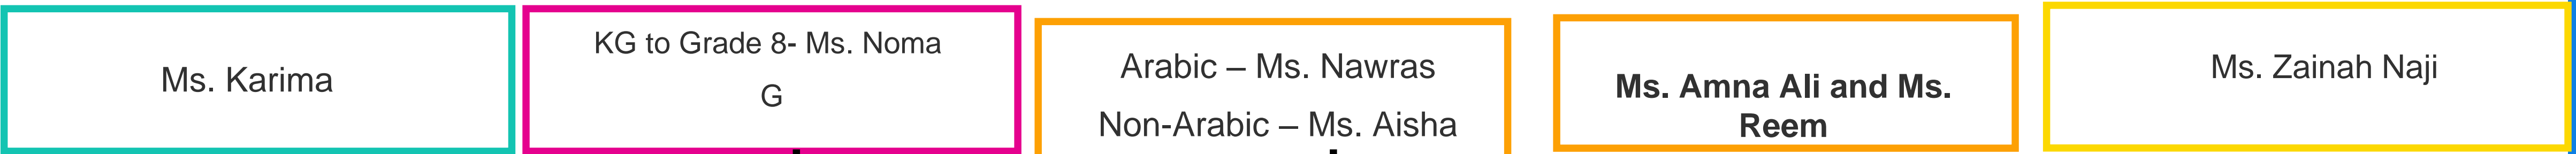 Ms. Karima
KG to Grade 8- Ms. Noma
G
Arabic – Ms. Nawras
Non-Arabic – Ms. Aisha
Ms. Amna Ali and Ms.
Reem
Ms. Zainah Naji